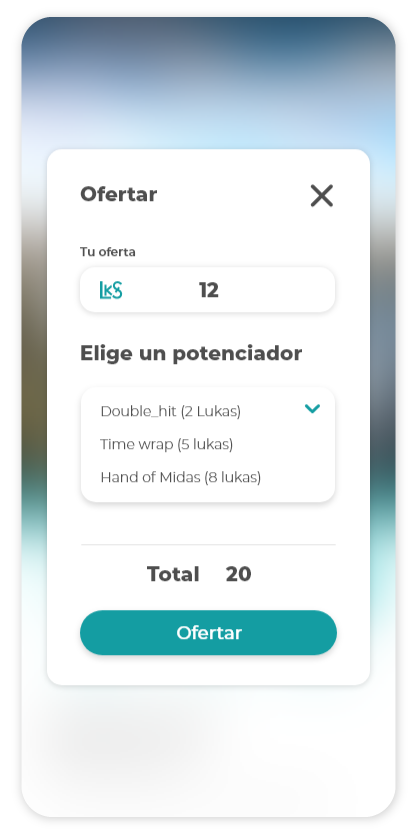 Ofertar
Tu oferta
LKS 12
Elige un potenciador
Double_hit (2 Lukas)
Time wrap (5 lukas)
Hand of Midas (8 lukas)
Total 20
Ofertar